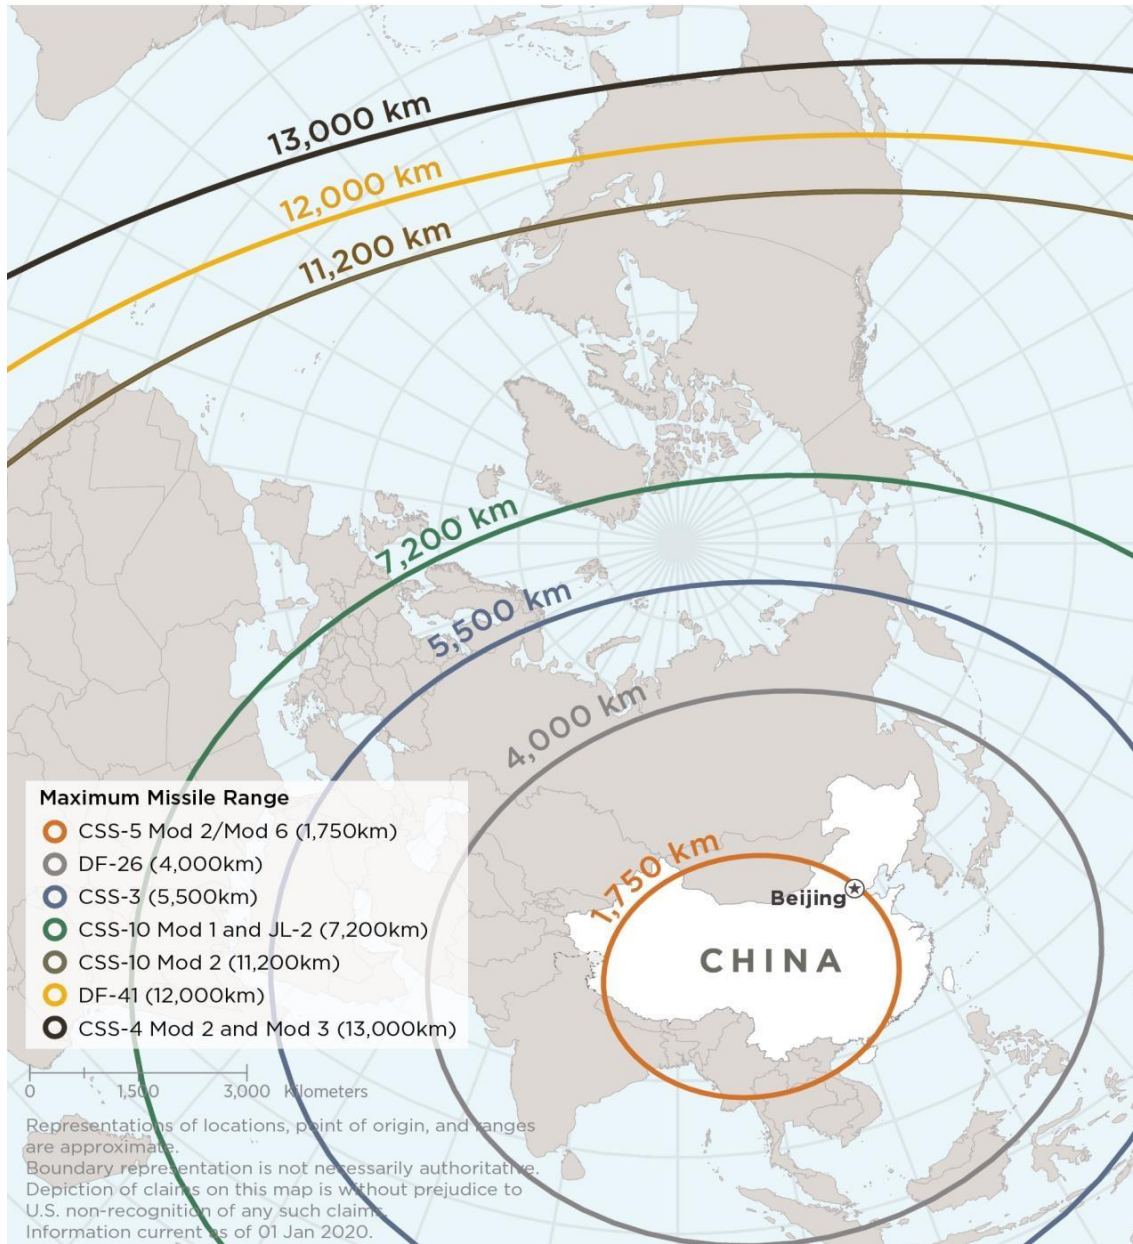 13,000 km
12,000 km
11,200 km
7,200 km
5,500 km
4,000 km
1,750 km
Beijing
CHINA
Maximum Missile Range
CSS-5 Mod 2/Mod 6 (1,750km)
DF-26 (4,000km)
CSS-3 (5,500km)
CSS-10 Mod 1 and JL-2 (7,200km)
CSS-10 Mod 2 (11,200km)
DF-41 (12,000km)
CSS-4 Mod 2 and Mod 3 (13,000km)
0 1,500 3,000 Kilometers
Representations of locations, point of origin, and ranges
are approximate.
Boundary representation is not necessarily authoritative.
Depiction of claims on this map is without prejudice to
U.S. non-recognition of any such claims.
Information current as of 01 Jan 2020.